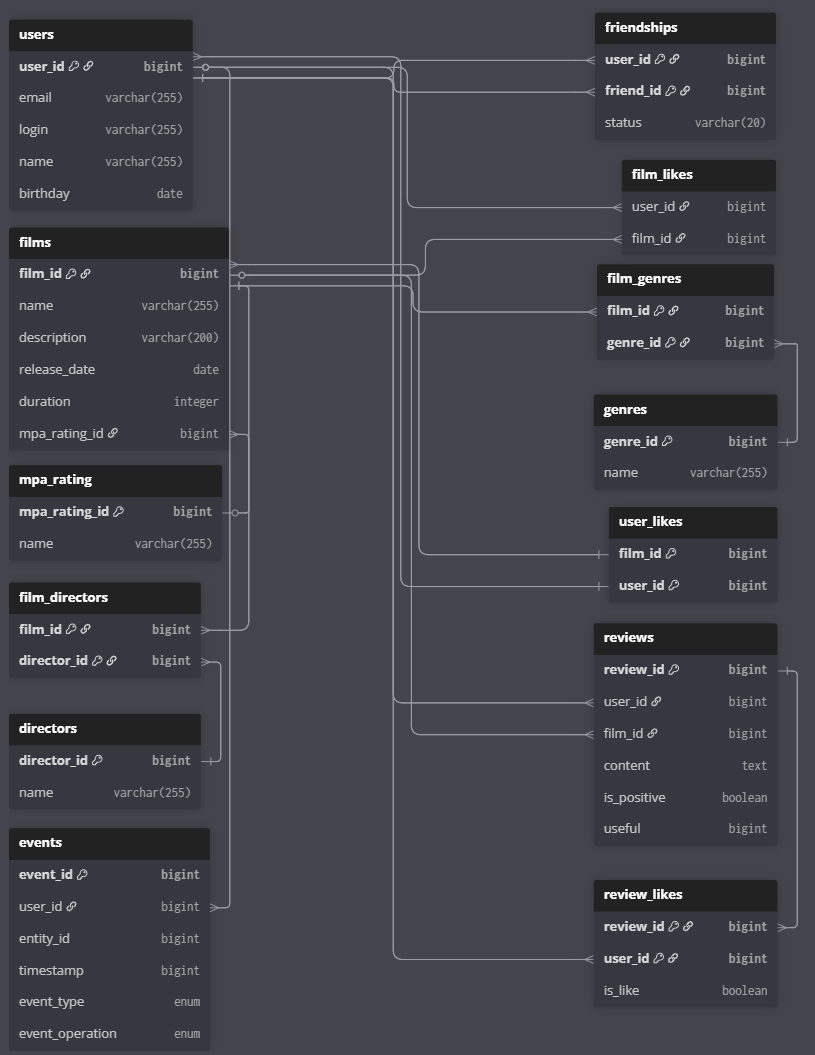 users
user_id bigint
email varchar(255)
login varchar(255)
name varchar(255)
birthday date
films
film_id bigint
name varchar(255)
description varchar(200)
release_date date
duration integer
mpa_rating_id bigint
mpa_rating
mpa_rating_id bigint
name varchar(255)
film_directors
film_id bigint
director_id bigint
directors
director_id bigint
name varchar(255)
events
event_id bigint
user_id bigint
entity_id bigint
timestamp bigint
event_type enum
event_operation enum
friendships
user_id bigint
friend_id bigint
status varchar(20)
film_likes
user_id bigint
film_id bigint
film_genres
film_id bigint
genre_id bigint
genres
genre_id bigint
name varchar(255)
user_likes
film_id bigint
user_id bigint
reviews
review_id bigint
user_id bigint
film_id bigint
content text
is_positive boolean
useful bigint
review_likes
review_id bigint
user_id bigint
is_like boolean